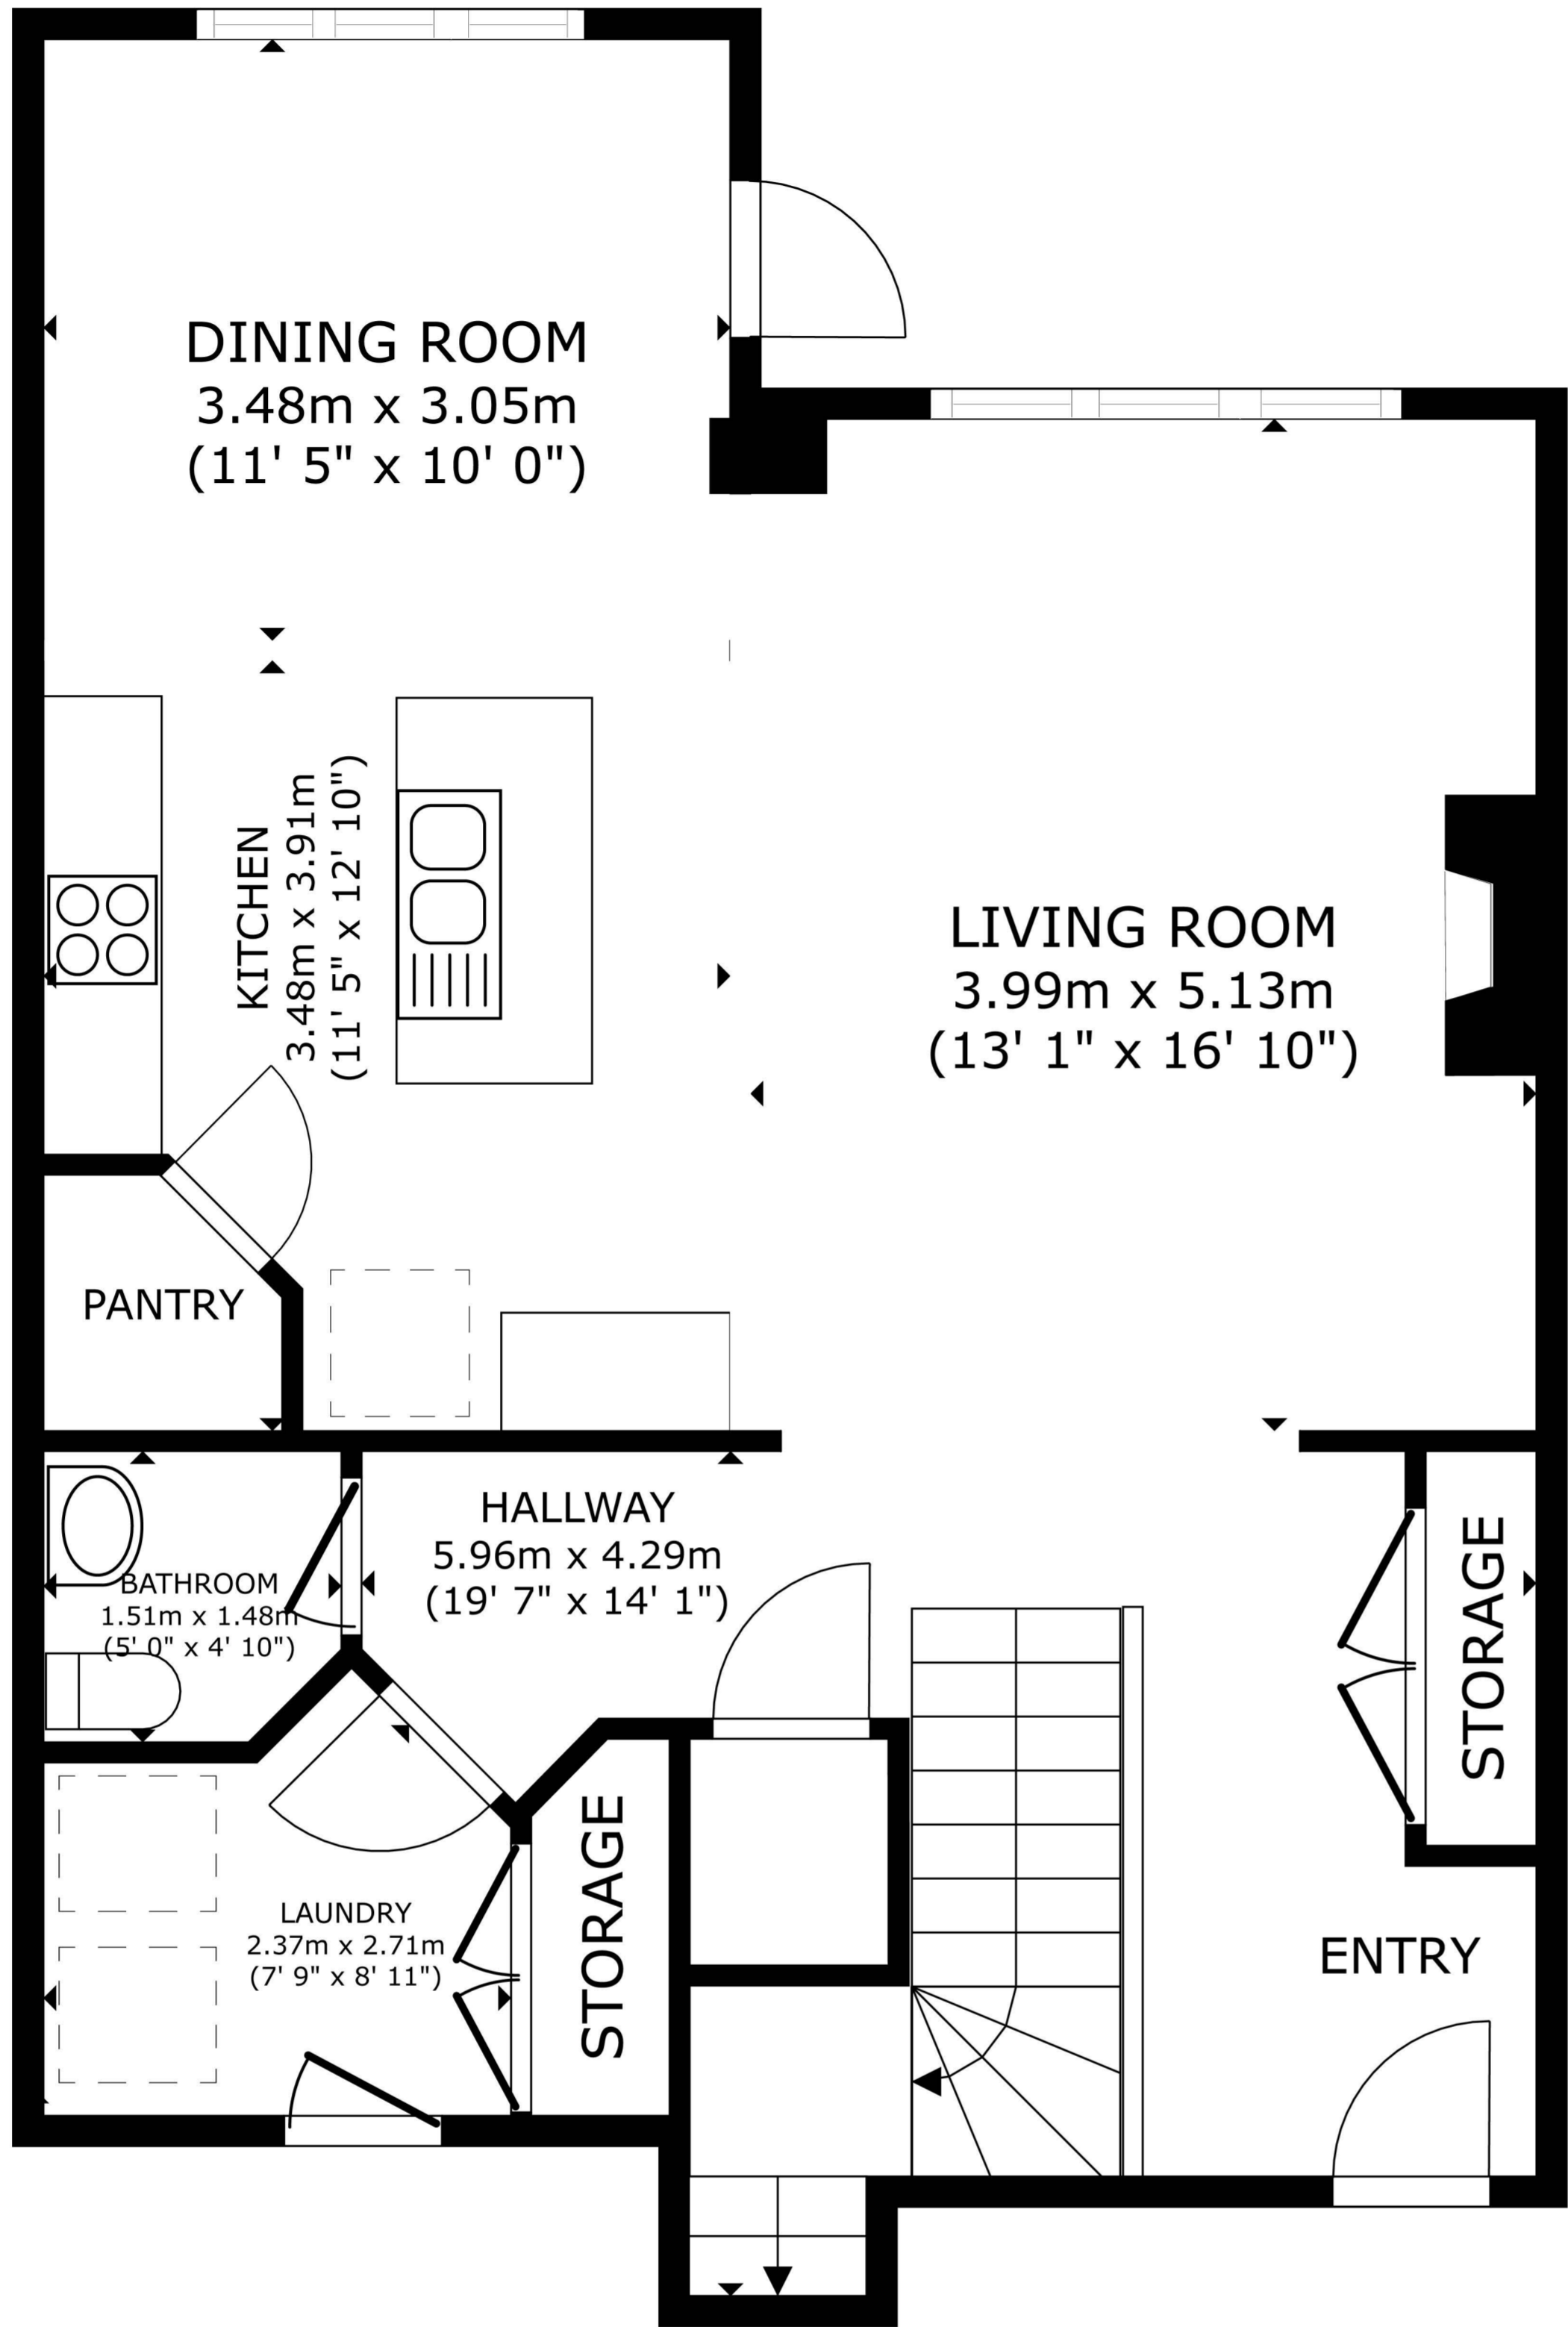 DINING ROOM
3.48m x 3.05m
(11' 5" x 10' 0")
KITCHEN
3.48m x 3.91m
(11' 5" x 12' 10")
LIVING ROOM
3.99m x 5.13m
(13' 1" x 16' 10")
PANTRY
HALLWAY
5.96m x 4.29m
(19' 7" x 14' 1")
BATHROOM
1.51m x 1.48m
(5' 0" x 4' 10")
STORAGE
LAUNDRY
2.37m x 2.71m
(7' 9" x 8' 11")
STORAGE
ENTRY